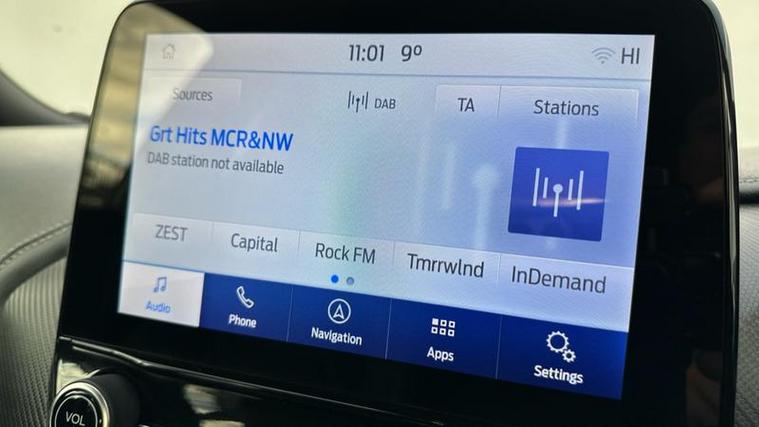 11:01 9° HI
Sources DAB TA Stations
Grt Hits MCR&NW
DAB station not available
ZEST Capital Rock FM Tmrrwlnd InDemand
Audio Phone Navigation Apps Settings
VOL